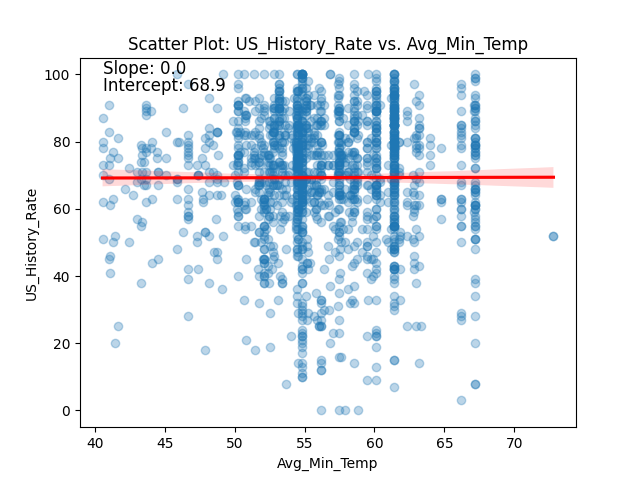 Scatter Plot: US_History_Rate vs. Avg_Min_Temp
Slope: 0.0
Intercept: 68.9
100
80
60
40
20
0
US_History_Rate
40 45 50 55 60 65 70
Avg_Min_Temp